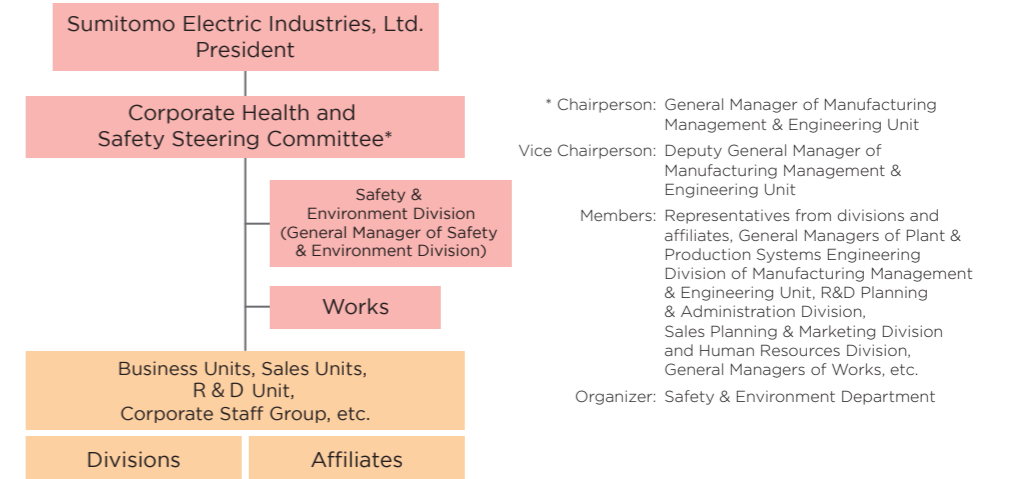 Sumitomo Electric Industries, Ltd.
President
Corporate Health and
Safety Steering Committee*
Safety &
Environment Division
(General Manager of Safety
& Environment Division)
Works
Business Units, Sales Units,
R & D Unit,
Corporate Staff Group, etc.
Divisions
Affiliates
* Chairperson: General Manager of Manufacturing
Management & Engineering Unit
Vice Chairperson: Deputy General Manager of
Manufacturing Management &
Engineering Unit
Members: Representatives from divisions and
affiliates, General Managers of Plant &
Production Systems Engineering
Division of Manufacturing Management
& Engineering Unit, R&D Planning
& Administration Division,
Sales Planning & Marketing Division
and Human Resources Division,
General Managers of Works, etc.
Organizer: Safety & Environment Department